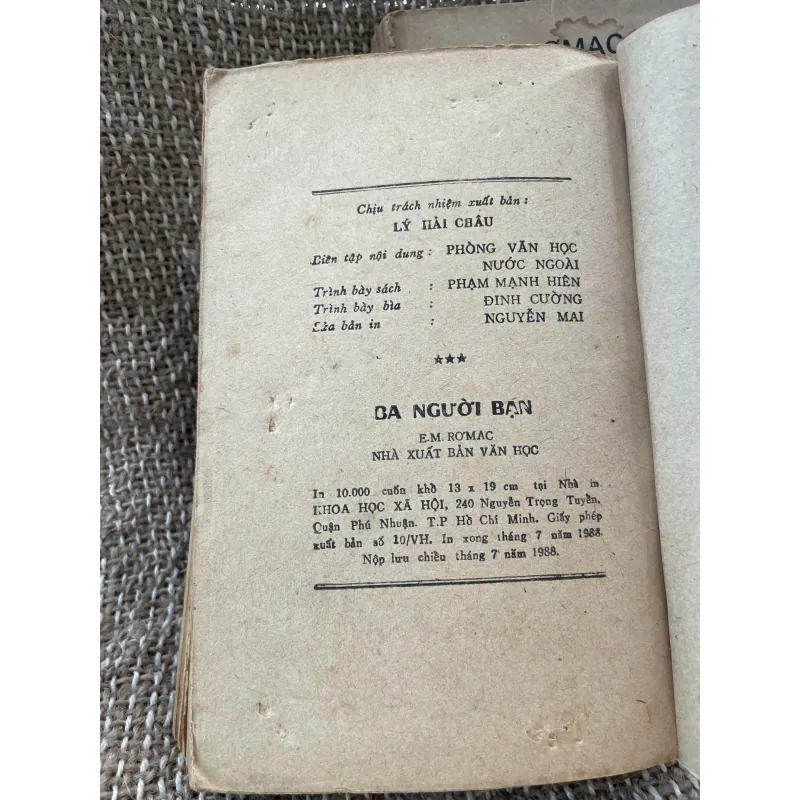 ƠMAC
Chịu trách nhiệm xuất bản :
LÝ HẢI CHÂU
Biên tập nội dung : PHÒNG VĂN HỌC
NƯỚC NGOÀI
Trình bày sách : PHẠM MẠNH HIÊN
Trình bày bìa : ĐINH CƯỜNG
Sửa bản in : NGUYỄN MAI
★★★
BA NGƯỜI BẠN
E.M. RƠMAC
NHÀ XUẤT BẢN VĂN HỌC
In 10.000 cuốn khổ 13 x 19 cm tại Nhà in
KHOA HỌC XÃ HỘI, 240 Nguyễn Trọng Tuyển,
Quận Phú Nhuận. T.P Hồ Chí Minh. Giấy phép
xuất bản số 10/VH. In xong tháng 7 năm 1988
Nộp lưu chiều tháng 7 năm 1988.